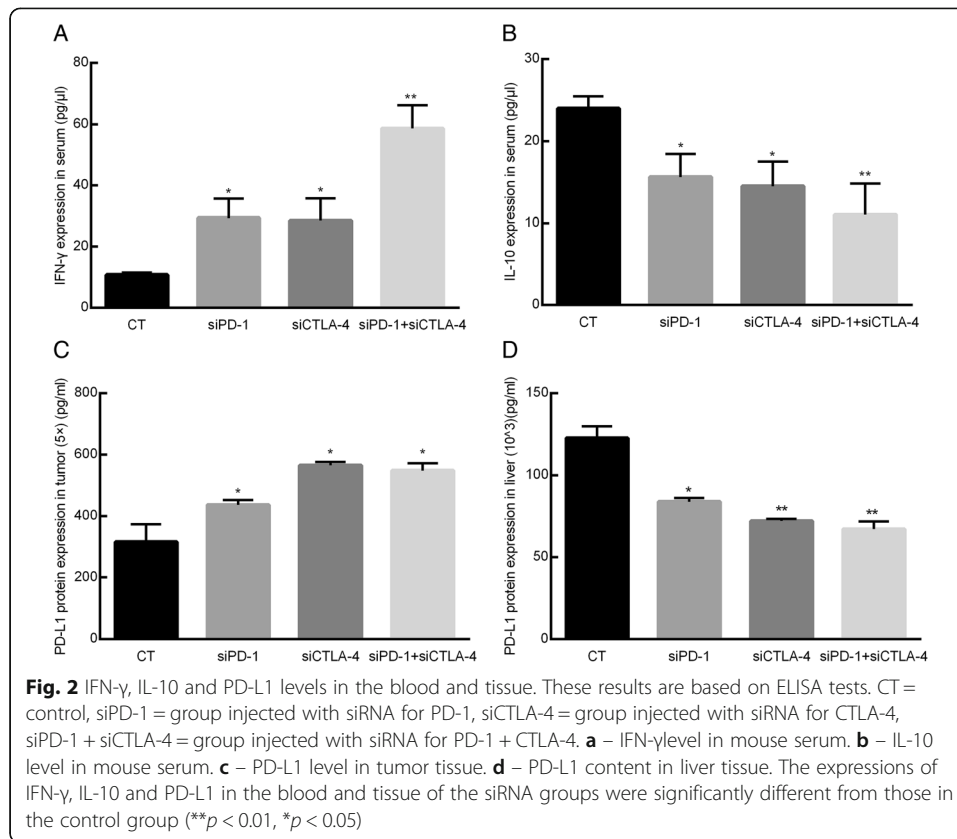 A
IFN-γ expression in serum (pg/μl)
80
60
40
20
0
*
*
**
CT siPD-1 siCTLA-4 siPD-1+siCTLA-4
B
IL-10 expression in serum (pg/μl)
30
20
10
0
*
*
**
CT siPD-1 siCTLA-4 siPD-1+siCTLA-4
C
PD-L1 protein expression in tumor (5×) (pg/ml)
800
600
400
200
0
*
*
*
CT siPD-1 siCTLA-4 siPD-1+siCTLA-4
D
PD-L1 protein expression in liver (10^3)(pg/ml)
150
100
50
0
*
**
**
CT siPD-1 siCTLA-4 siPD-1+siCTLA-4
Fig. 2 IFN-γ, IL-10 and PD-L1 levels in the blood and tissue. These results are based on ELISA tests. CT =
control, siPD-1 = group injected with siRNA for PD-1, siCTLA-4 = group injected with siRNA for CTLA-4,
siPD-1 + siCTLA-4 = group injected with siRNA for PD-1 + CTLA-4. a – IFN-γlevel in mouse serum. b – IL-10
level in mouse serum. c – PD-L1 level in tumor tissue. d – PD-L1 content in liver tissue. The expressions of
IFN-γ, IL-10 and PD-L1 in the blood and tissue of the siRNA groups were significantly different from those in
the control group (**p < 0.01, *p < 0.05)